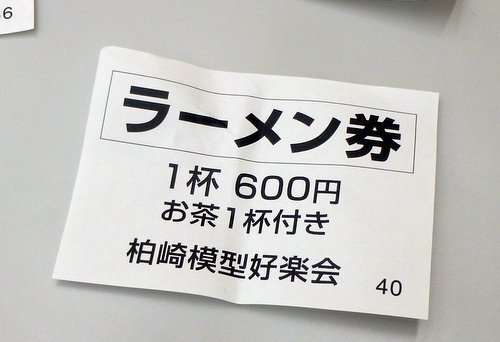 6
ラーメン券
1杯 600円
お茶1杯付き
柏崎模型好楽会
40